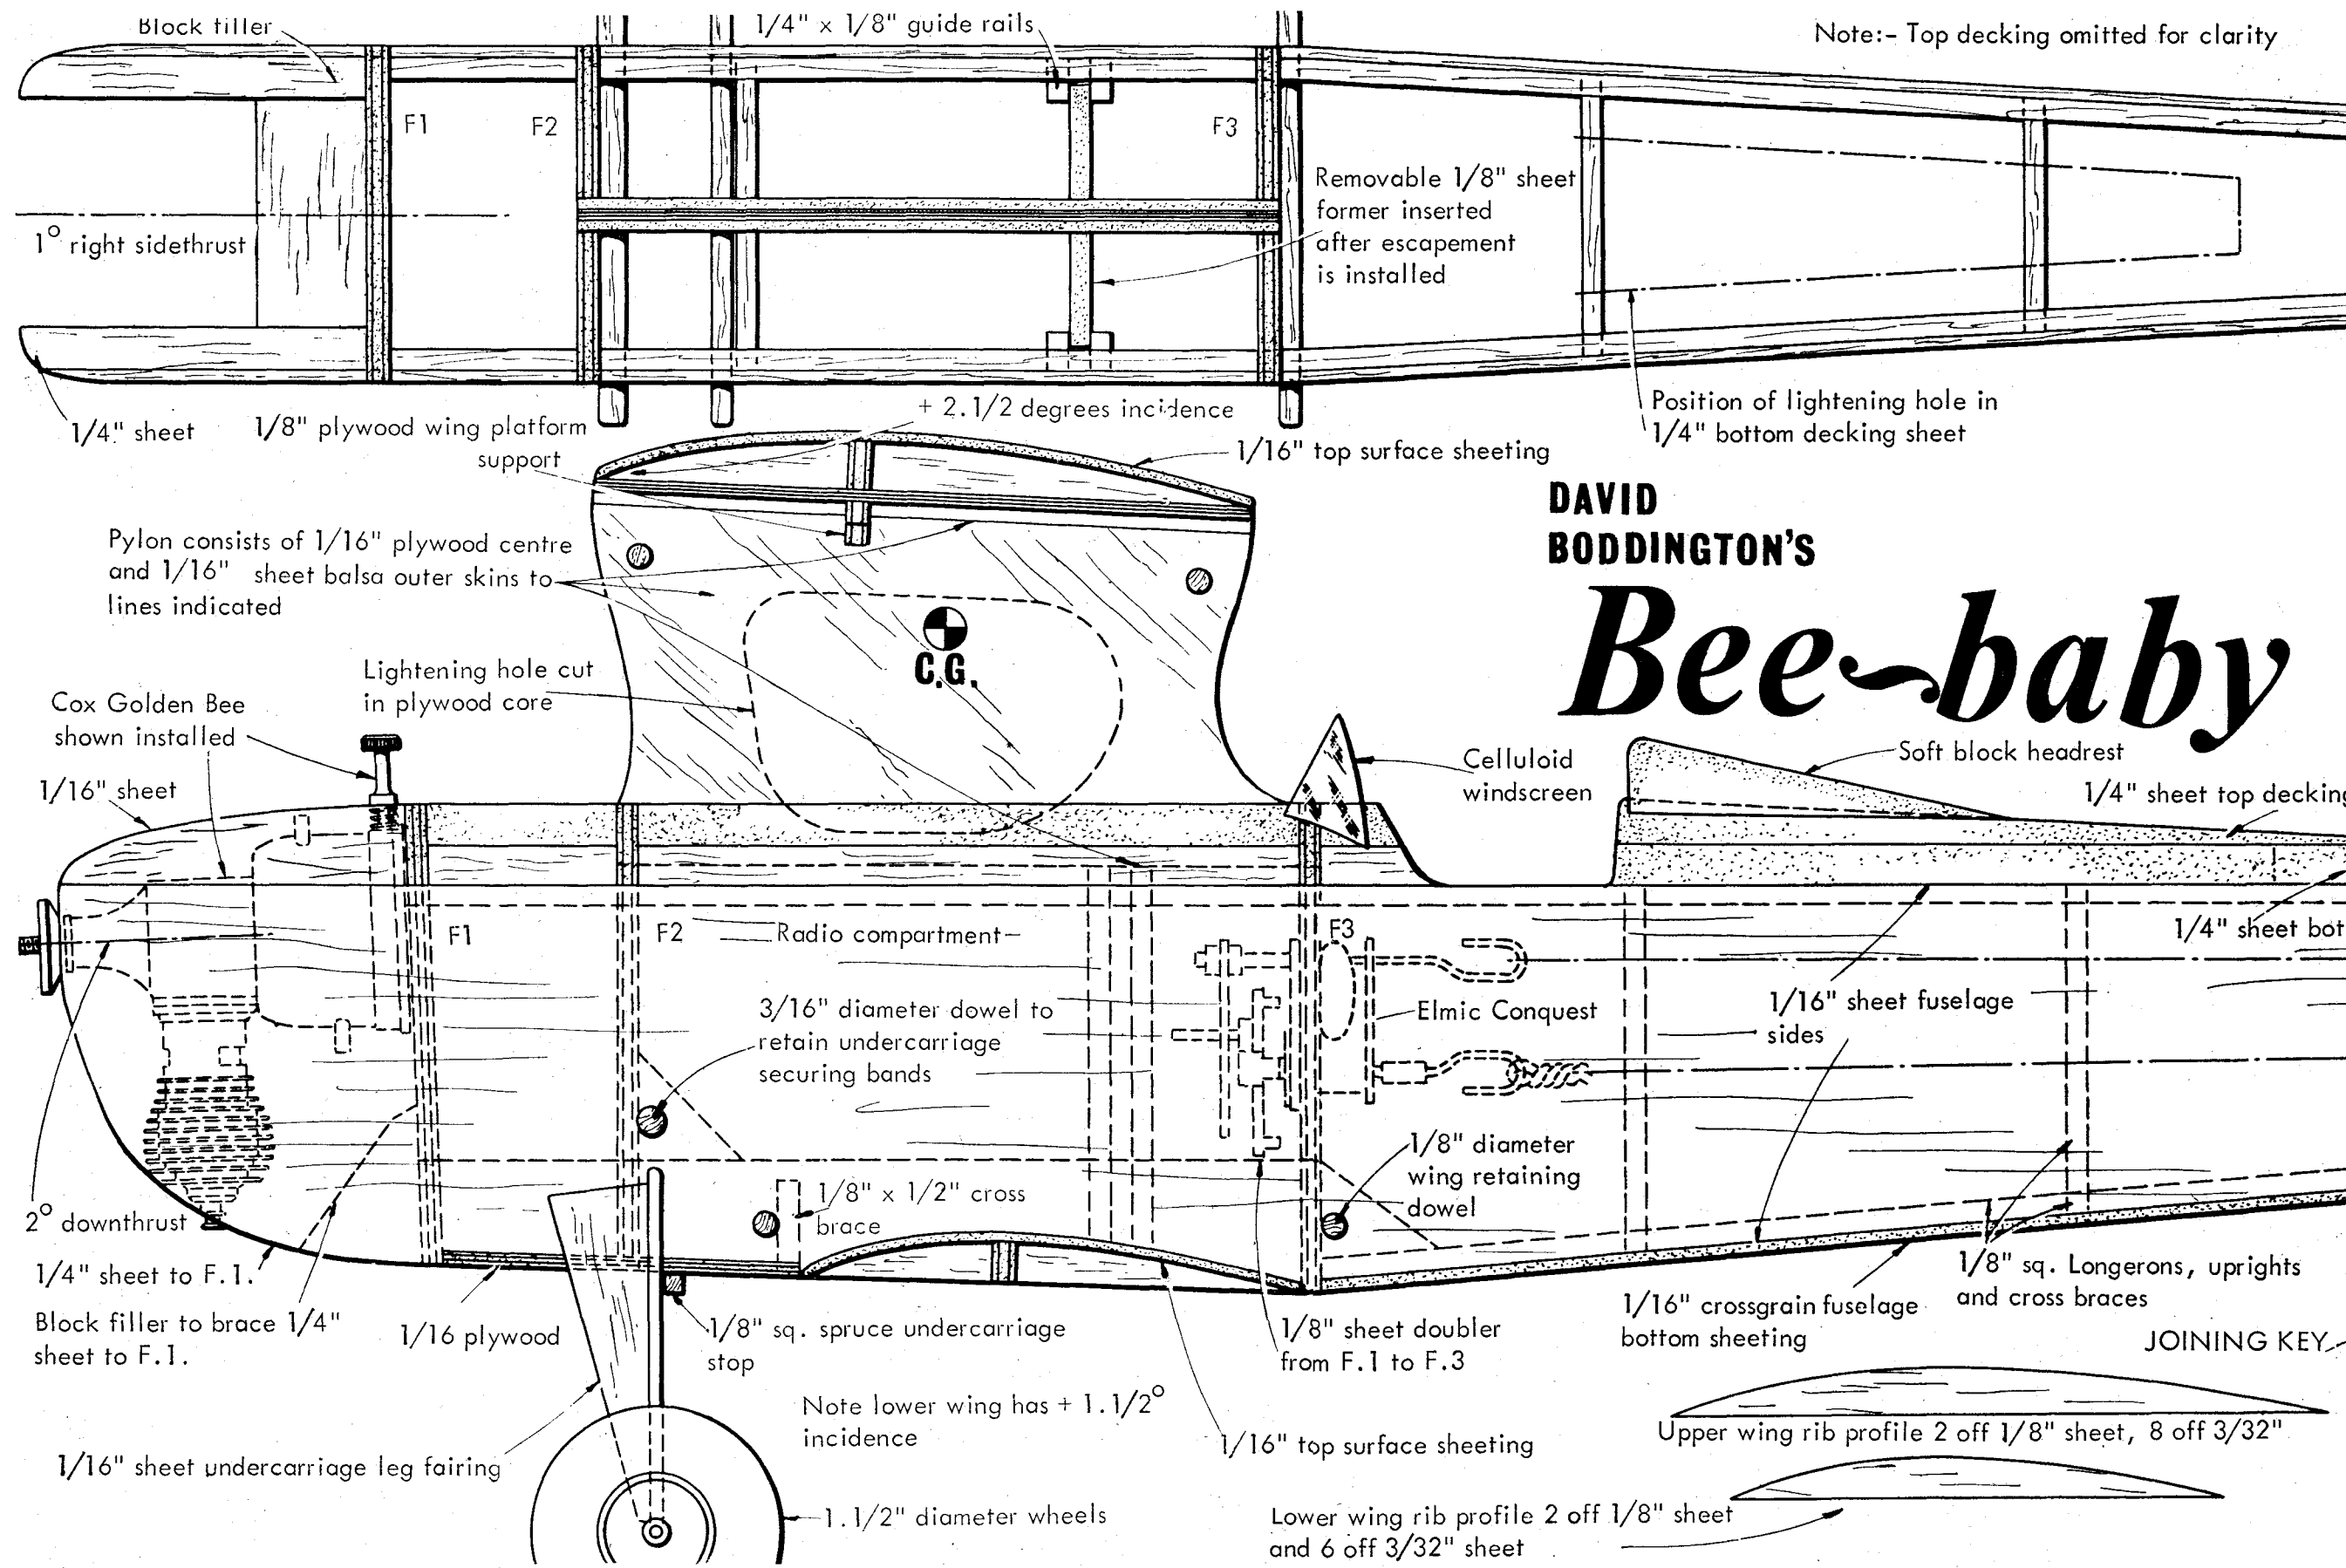 Block filler
1/4" x 1/8" guide rails
Note:- Top decking omitted for clarity
F1
F2
F3
Removable 1/8" sheet
former inserted
after escapement
is installed
1° right sidethrust
1/4" sheet
1/8" plywood wing platform
support
+ 2.1/2 degrees incidence
1/16" top surface sheeting
Position of lightening hole in
1/4" bottom decking sheet
DAVID
BODDINGTON'S
Bee-baby
Pylon consists of 1/16" plywood centre
and 1/16" sheet balsa outer skins to
lines indicated
C.G.
Lightening hole cut
in plywood core
Cox Golden Bee
shown installed
1/16" sheet
Celluloid
windscreen
Soft block headrest
1/4" sheet top decking
F1
F2
Radio compartment
F3
1/4" sheet bot
3/16" diameter dowel to
retain undercarriage
securing bands
Elmic Conquest
1/16" sheet fuselage
sides
1/8" diameter
wing retaining
dowel
1/8" x 1/2" cross
brace
2° downthrust
1/4" sheet to F.1.
Block filler to brace 1/4"
sheet to F.1.
1/16 plywood
1/8" sq. spruce undercarriage
stop
1/8" sheet doubler
from F.1 to F.3
1/16" crossgrain fuselage
bottom sheeting
1/8" sq. Longerons, uprights
and cross braces
JOINING KEY
Note lower wing has + 1.1/2°
incidence
1/16" top surface sheeting
Upper wing rib profile 2 off 1/8" sheet, 8 off 3/32"
1/16" sheet undercarriage leg fairing
1.1/2" diameter wheels
Lower wing rib profile 2 off 1/8" sheet
and 6 off 3/32" sheet